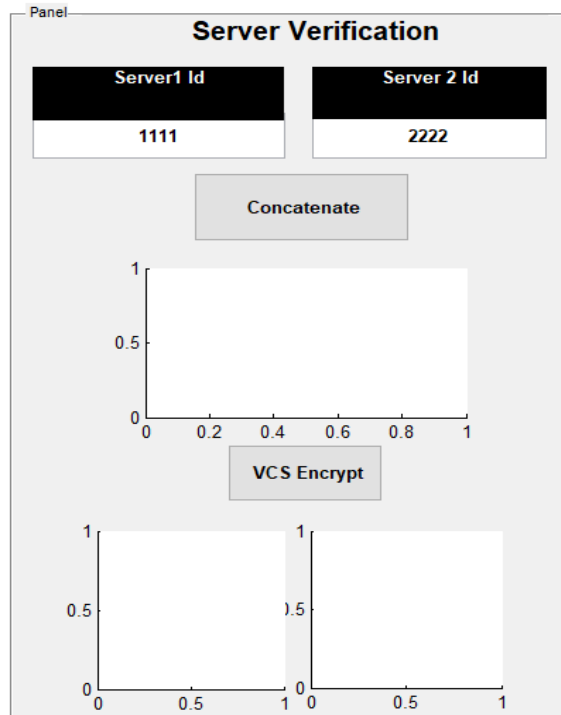 Panel
Server Verification
Server1 Id Server 2 Id
1111 2222
Concatenate
1
0.5
0
0 0.2 0.4 0.6 0.8 1
VCS Encrypt
1 1
0.5 0.5
0 0
0 0.5 1 0 0.5 1